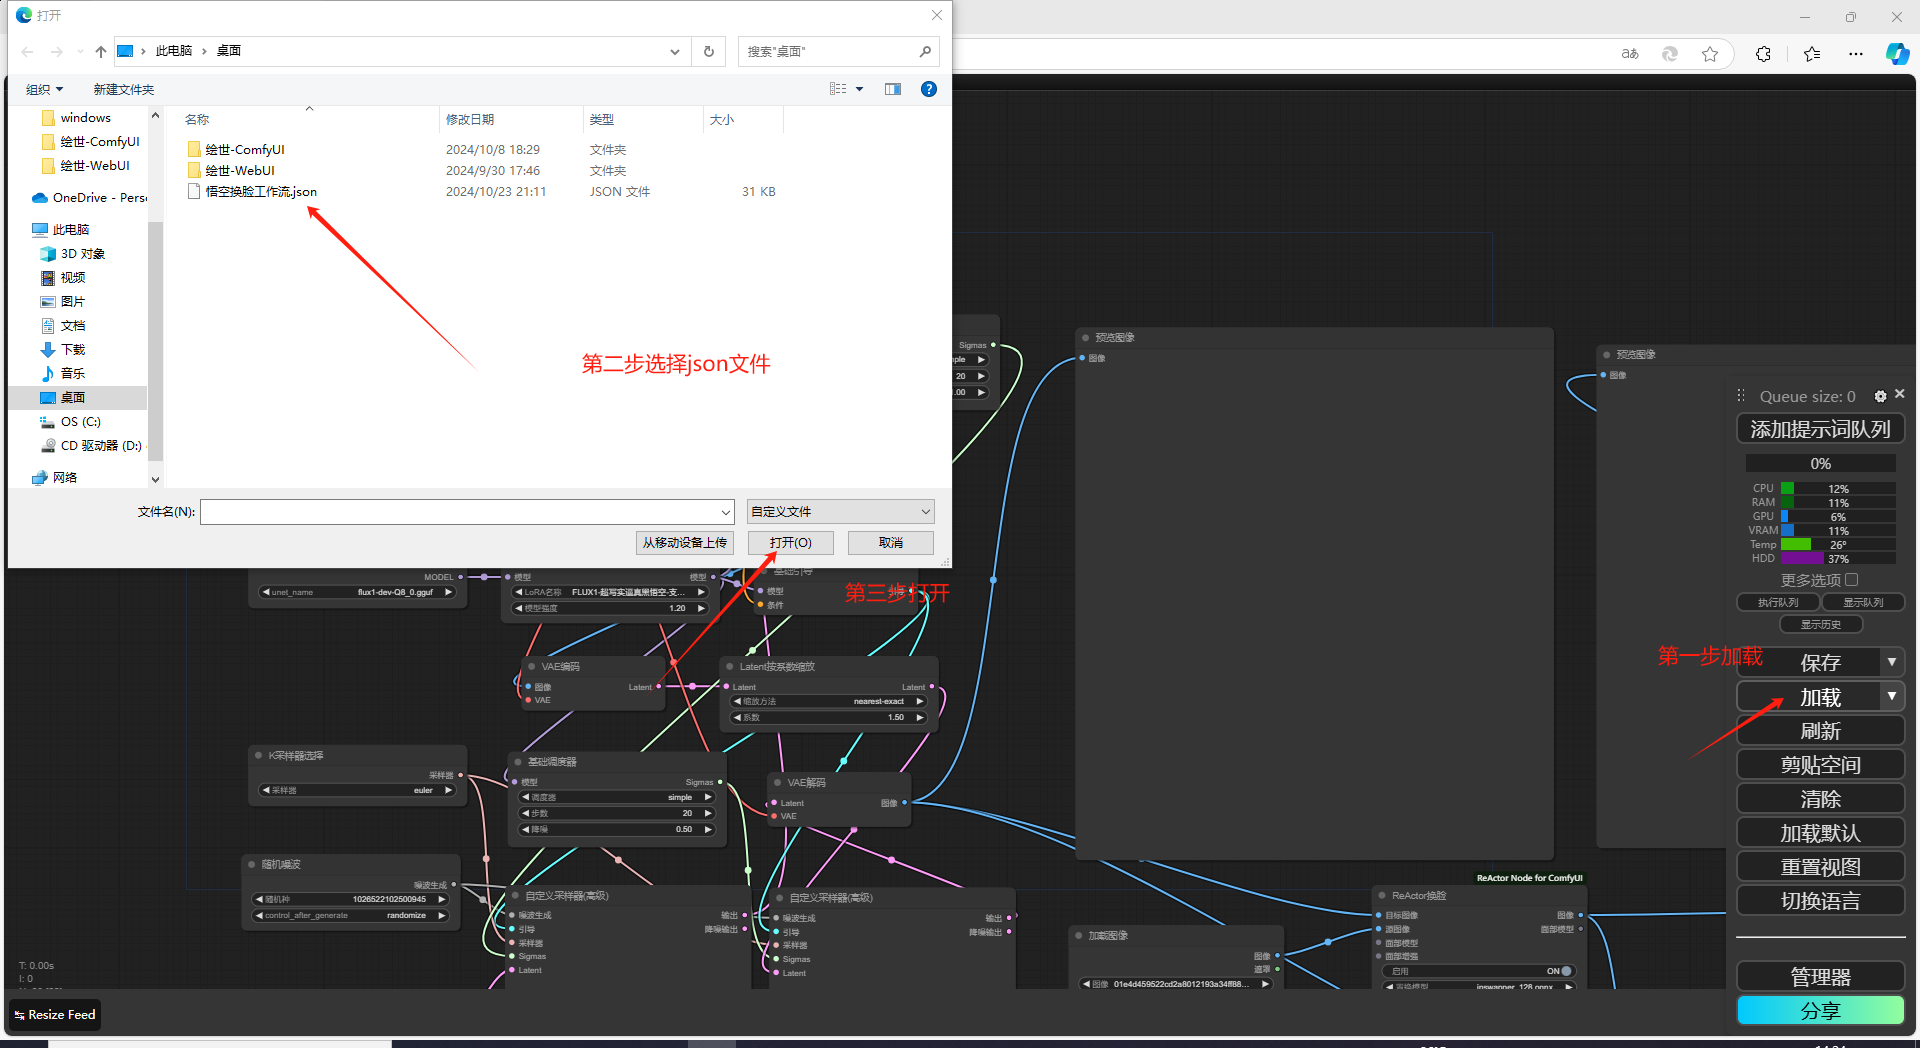 打开
此电脑
桌面
搜索"桌面"
组织
新建文件夹
windows
绘世-ComfyUI
绘世-WebUI
OneDrive - Pers
此电脑
3D 对象
视频
图片
文档
下载
音乐
桌面
OS (C:)
CD 驱动器 (D:)
网络
名称 修改日期 类型 大小
绘世-ComfyUI 2024/10/8 18:29 文件夹
绘世-WebUI 2024/9/30 17:46 文件夹
悟空换脸工作流.json 2024/10/23 21:11 JSON 文件 31 KB
第二步选择json文件
文件名(N):
自定义文件
从移动设备上传
打开(O)
取消
第三步打开
Sigmas
20
预览图像
图像
预览图像
图像
MODEL
unet_name flux1-dev-Q8_0.gguf
模型 模型
LoRA名称 FLUX1-超写实逼真黑悟空-支...
模型强度 1.20
基础引导
模型
条件
VAE编码
图像 Latent
VAE
Latent按系数缩放
Latent Latent
缩放方法 nearest-exact
系数 1.50
K采样器选择
采样器
采样器 euler
基础调度器
模型 Sigmas
调度器 simple
步数 20
降噪 0.50
VAE解码
Latent 图像
VAE
随机噪波
噪波生成
随机种 1026522102500945
control_after_generate randomize
自定义采样器(高级)
噪波生成 输出
引导 降噪输出
采样器
Sigmas
Latent
自定义采样器(高级)
噪波生成 输出
引导 降噪输出
采样器
Sigmas
Latent
加载图像
图像
遮罩
图像 01e4d459522cd2a8012193a34ff88...
ReActor Node for ComfyUI
ReActor换脸
目标图像 图像
源图像 面部模型
面部模型
面部增强
启用 ON
置换模型 inswapper_128.onnx
Queue size: 0
添加提示词队列
0%
CPU 12%
RAM 11%
GPU 6%
VRAM 11%
Temp 26°
HDD 37%
更多选项
执行队列 显示队列
显示历史
第一步加载
保存
加载
刷新
剪贴空间
清除
加载默认
重置视图
切换语言
管理器
分享
T: 0.00s
I: 0
Resize Feed